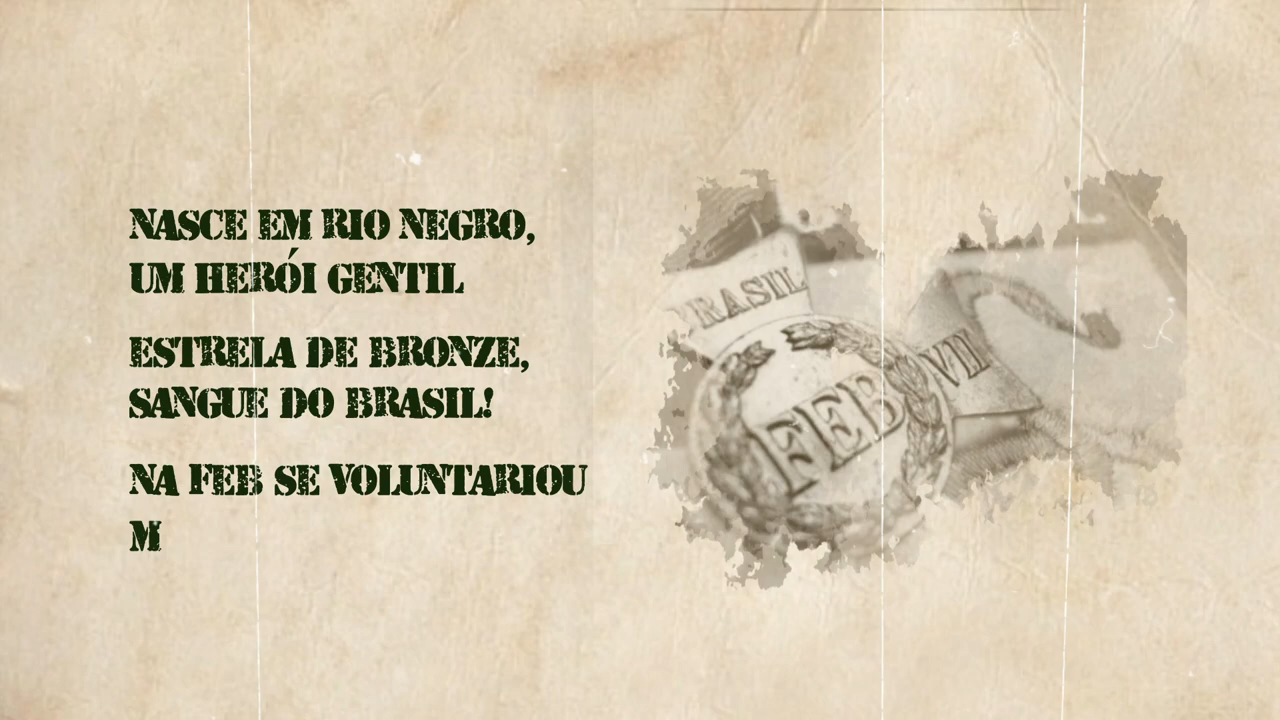 NASCE EM RIO NEGRO,
UM HERÓI GENTIL
ESTRELA DE BRONZE,
SANGUE DO BRASIL!
NA FEB SE VOLUNTARIOU
M
BRASIL
FEB
VII